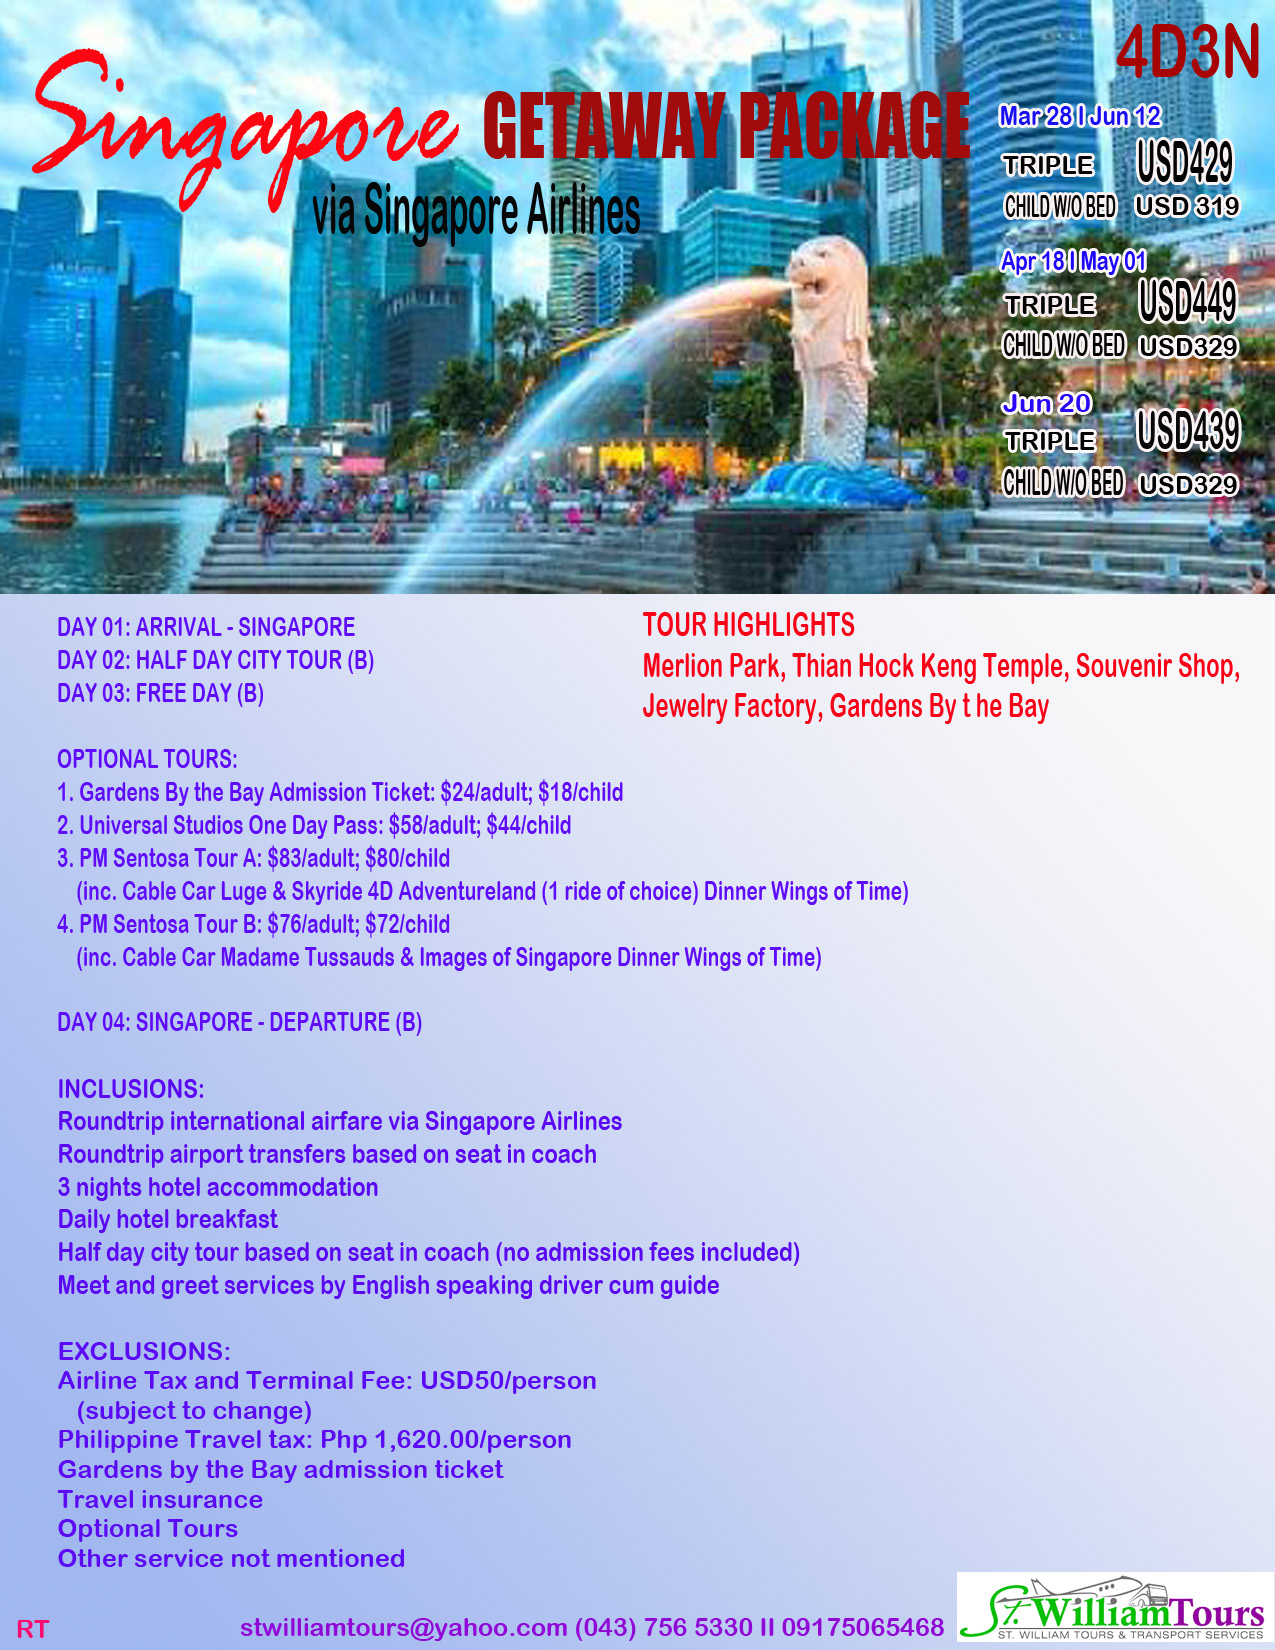 Singapore GETAWAY PACKAGE
via Singapore Airlines
4D3N
Mar 28 I Jun 12
TRIPLE USD429
CHILD W/O BED USD 319
Apr 18 I May 01
TRIPLE USD449
CHILD W/O BED USD329
Jun 20
TRIPLE USD439
CHILD W/O BED USD329
DAY 01: ARRIVAL - SINGAPORE
DAY 02: HALF DAY CITY TOUR (B)
DAY 03: FREE DAY (B)
TOUR HIGHLIGHTS
Merlion Park, Thian Hock Keng Temple, Souvenir Shop,
Jewelry Factory, Gardens By t he Bay
OPTIONAL TOURS:
1. Gardens By the Bay Admission Ticket: $24/adult; $18/child
2. Universal Studios One Day Pass: $58/adult; $44/child
3. PM Sentosa Tour A: $83/adult; $80/child
(inc. Cable Car Luge & Skyride 4D Adventureland (1 ride of choice) Dinner Wings of Time)
4. PM Sentosa Tour B: $76/adult; $72/child
(inc. Cable Car Madame Tussauds & Images of Singapore Dinner Wings of Time)
DAY 04: SINGAPORE - DEPARTURE (B)
INCLUSIONS:
Roundtrip international airfare via Singapore Airlines
Roundtrip airport transfers based on seat in coach
3 nights hotel accommodation
Daily hotel breakfast
Half day city tour based on seat in coach (no admission fees included)
Meet and greet services by English speaking driver cum guide
EXCLUSIONS:
Airline Tax and Terminal Fee: USD50/person
(subject to change)
Philippine Travel tax: Php 1,620.00/person
Gardens by the Bay admission ticket
Travel insurance
Optional Tours
Other service not mentioned
RT
stwilliamtours@yahoo.com (043) 756 5330 II 09175065468
St. WilliamTours
ST. WILLIAM TOURS & TRANSPORT SERVICES